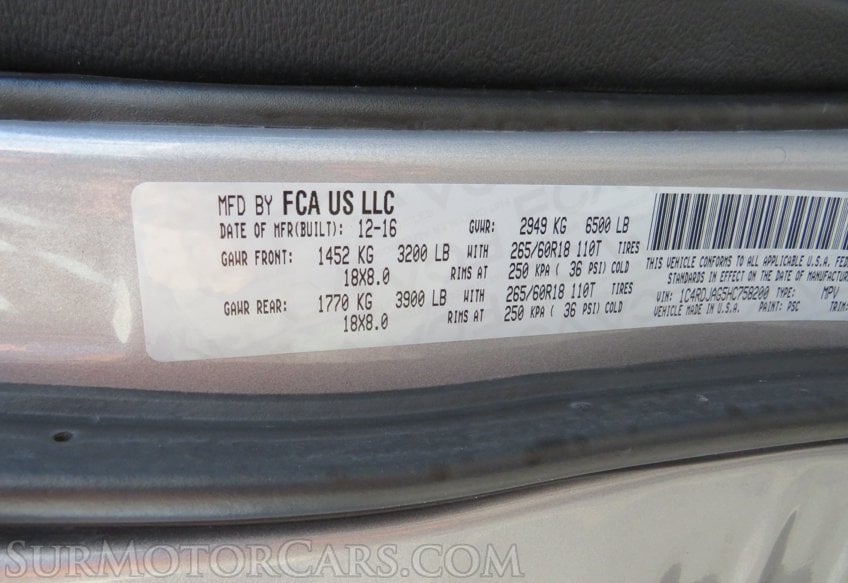 MFD BY FCA US LLC
DATE OF MFR(BUILT): 12-16 GVWR: 2949 KG 6500 LB
GAWR FRONT: 1452 KG 3200 LB WITH 265/60R18 110T TIRES
18X8.0 RIMS AT 250 KPA ( 36 PSI) COLD
GAWR REAR: 1770 KG 3900 LB WITH 265/60R18 110T TIRES
18X8.0 RIMS AT 250 KPA ( 36 PSI) COLD
THIS VEHICLE CONFORMS TO ALL APPLICABLE U.S.A. FED
STANDARDS IN EFFECT ON THE DATE OF MANUFACTUR
VIN: 1C4RDJAG5HC758200 TYPE: MPV
VEHICLE MADE IN U.S.A. PAINT: PSC TRIM:
SurMotorCars.com